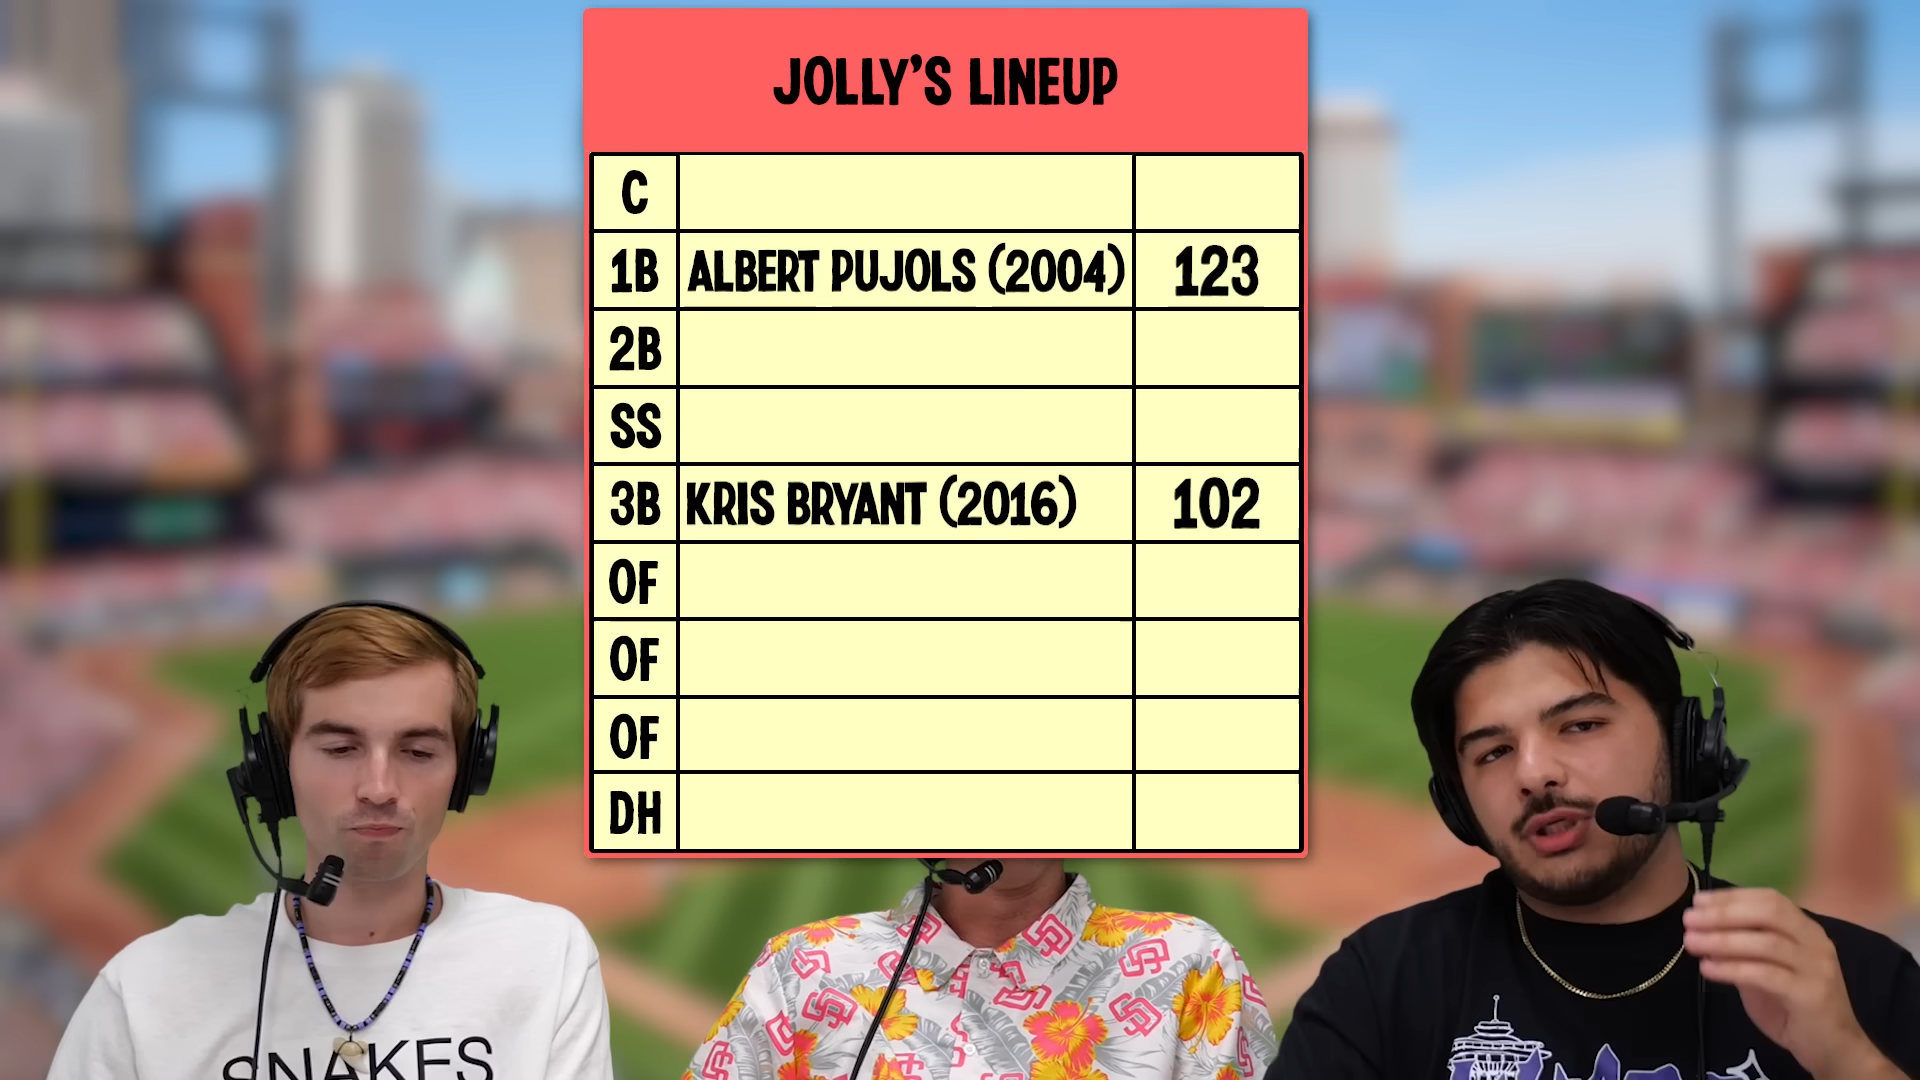 JOLLY'S LINEUP
C
1B ALBERT PUJOLS (2004) 123
2B
SS
3B KRIS BRYANT (2016) 102
OF
OF
OF
DH
SNAKES